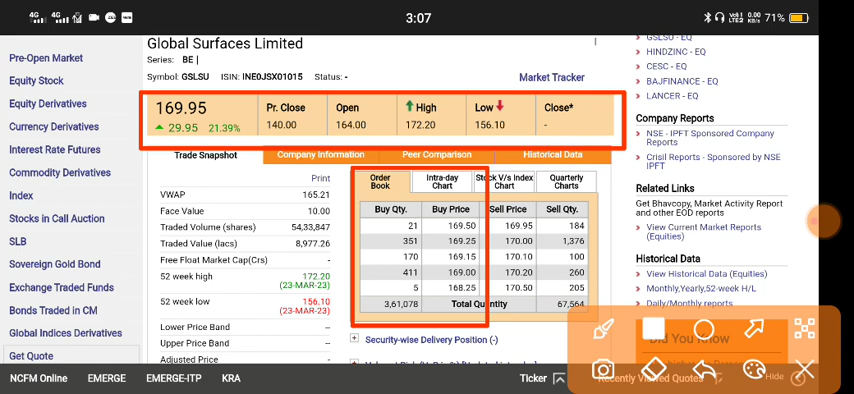 4G 4G
3:07
Vo) LTE2 0.00 KB/s 71%
Global Surfaces Limited
Series: BE |
Symbol: GSLSU ISIN: INE0JSX01015 Status: -
Market Tracker
169.95
29.95 21.39%
Pr. Close Open High Low Close*
140.00 164.00 172.20 156.10 -
Trade Snapshot Company Information Peer Comparison Historical Data
Pre-Open Market
Equity Stock
Equity Derivatives
Currency Derivatives
Interest Rate Futures
Commodity Derivatives
Index
Stocks in Call Auction
SLB
Sovereign Gold Bond
Exchange Traded Funds
Bonds Traded in CM
Global Indices Derivatives
Get Quote
Print
VWAP 165.21
Face Value 10.00
Traded Volume (shares) 54,33,847
Traded Value (lacs) 8,977.26
Free Float Market Cap(Crs) -
52 week high 172.20
(23-MAR-23)
52 week low 156.10
(23-MAR-23)
Lower Price Band --
Upper Price Band --
Adjusted Price
Order Book
Intra-day Chart
Stock V/s Index Chart
Quarterly Charts
Buy Qty. Buy Price Sell Price Sell Qty.
21 169.50 169.95 184
351 169.25 170.00 1,376
170 169.15 170.10 100
411 169.00 170.20 260
5 168.25 170.50 205
3,61,078 Total Quantity 67,564
Security-wise Delivery Position (-)
GSLSU - EQ
HINDZINC - EQ
CESC - EQ
BAJFINANCE - EQ
LANCER - EQ
Company Reports
NSE - IPFT Sponsored Company
Reports
Crisil Reports - Sponsored by NSE
IPFT
Related Links
Get Bhavcopy, Market Activity Report
and other EOD reports
View Current Market Reports
(Equities)
Historical Data
View Historical Data (Equities)
Monthly,Yearly,52-week H/L
Daily/Monthly reports
Did You Know
NCFM Online EMERGE EMERGE-ITP KRA
Ticker
Recently Viewed Quotes
Hide